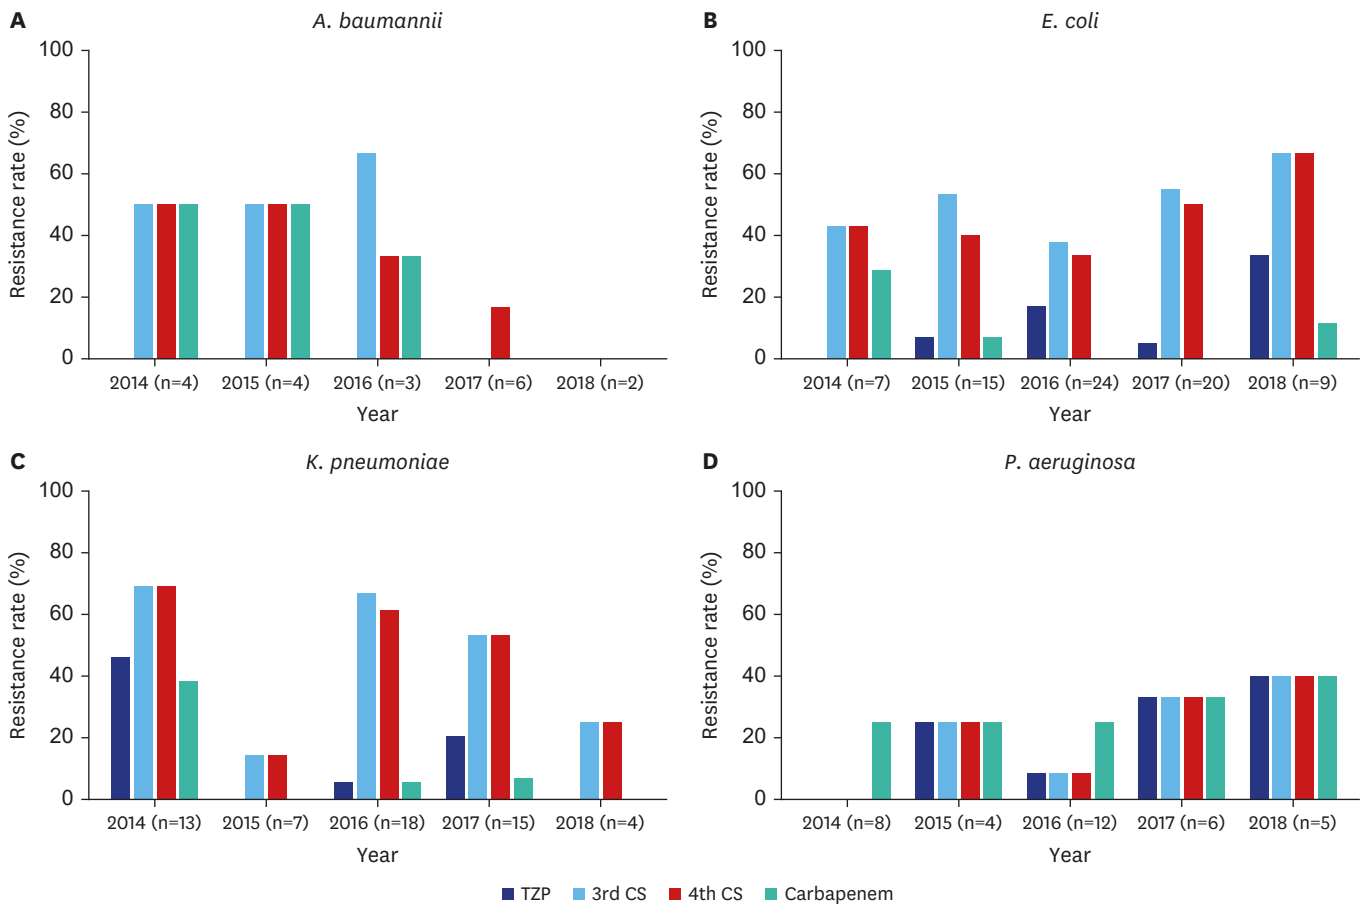 A
A. baumannii
100
80
60
40
20
0
Resistance rate (%)
2014 (n=4) 2015 (n=4) 2016 (n=3) 2017 (n=6) 2018 (n=2)
Year
B
E. coli
100
80
60
40
20
0
Resistance rate (%)
2014 (n=7) 2015 (n=15) 2016 (n=24) 2017 (n=20) 2018 (n=9)
Year
C
K. pneumoniae
100
80
60
40
20
0
Resistance rate (%)
2014 (n=13) 2015 (n=7) 2016 (n=18) 2017 (n=15) 2018 (n=4)
Year
D
P. aeruginosa
100
80
60
40
20
0
Resistance rate (%)
2014 (n=8) 2015 (n=4) 2016 (n=12) 2017 (n=6) 2018 (n=5)
Year
TZP 3rd CS 4th CS Carbapenem